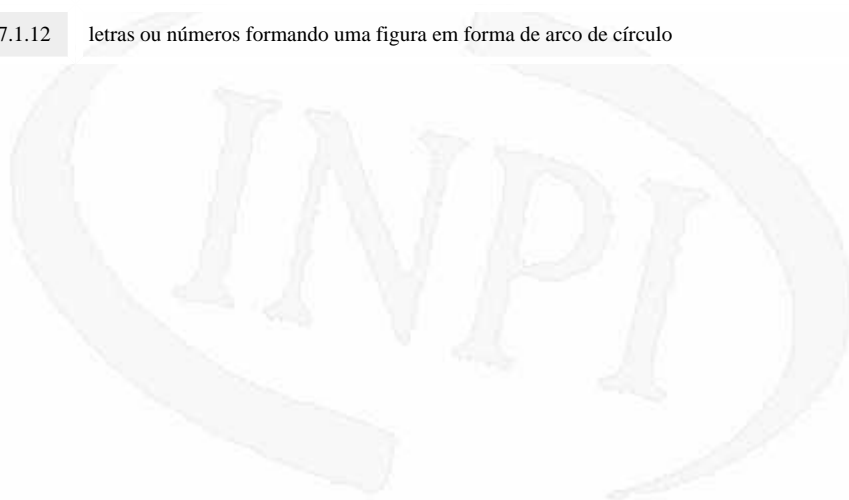 7.1.12 letras ou números formando uma figura em forma de arco de círculo
INPI